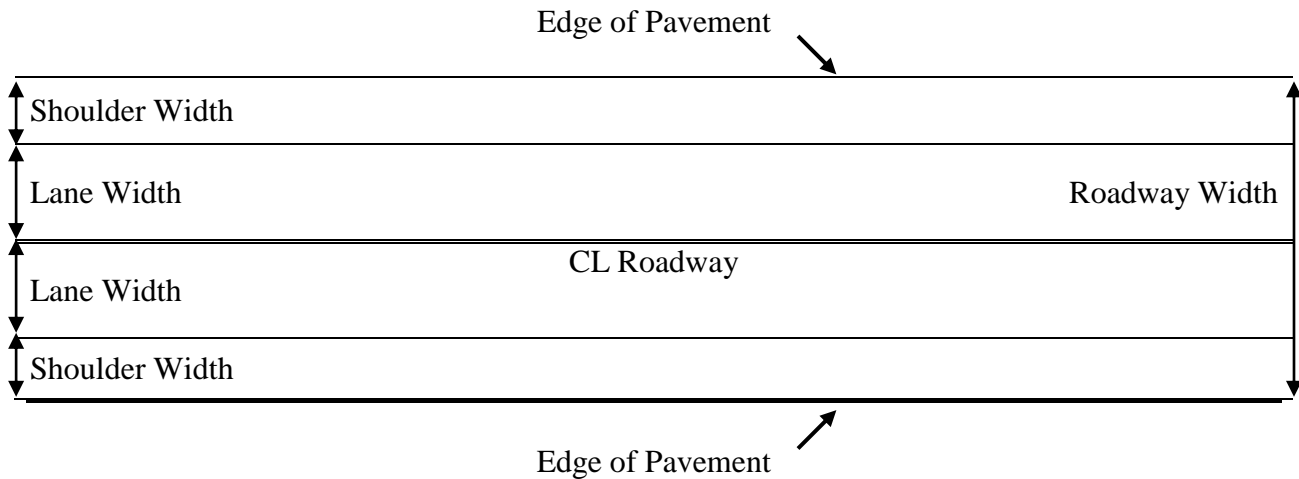 Edge of Pavement
Shoulder Width
Lane Width
Roadway Width
CL Roadway
Lane Width
Shoulder Width
Edge of Pavement